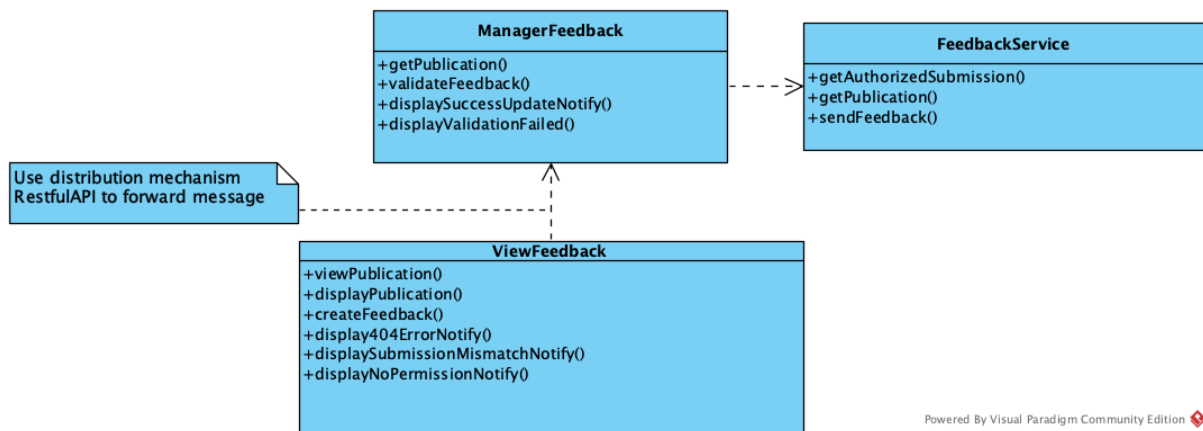 ManagerFeedback
+getPublication()
+validateFeedback()
+displaySuccessUpdateNotify()
+displayValidationFailed()
FeedbackService
+getAuthorizedSubmission()
+getPublication()
+sendFeedback()
Use distribution mechanism
RestfulAPI to forward message
ViewFeedback
+viewPublication()
+displayPublication()
+createFeedback()
+display404ErrorNotify()
+displaySubmissionMismatchNotify()
+displayNoPermissionNotify()
Powered By Visual Paradigm Community Edition